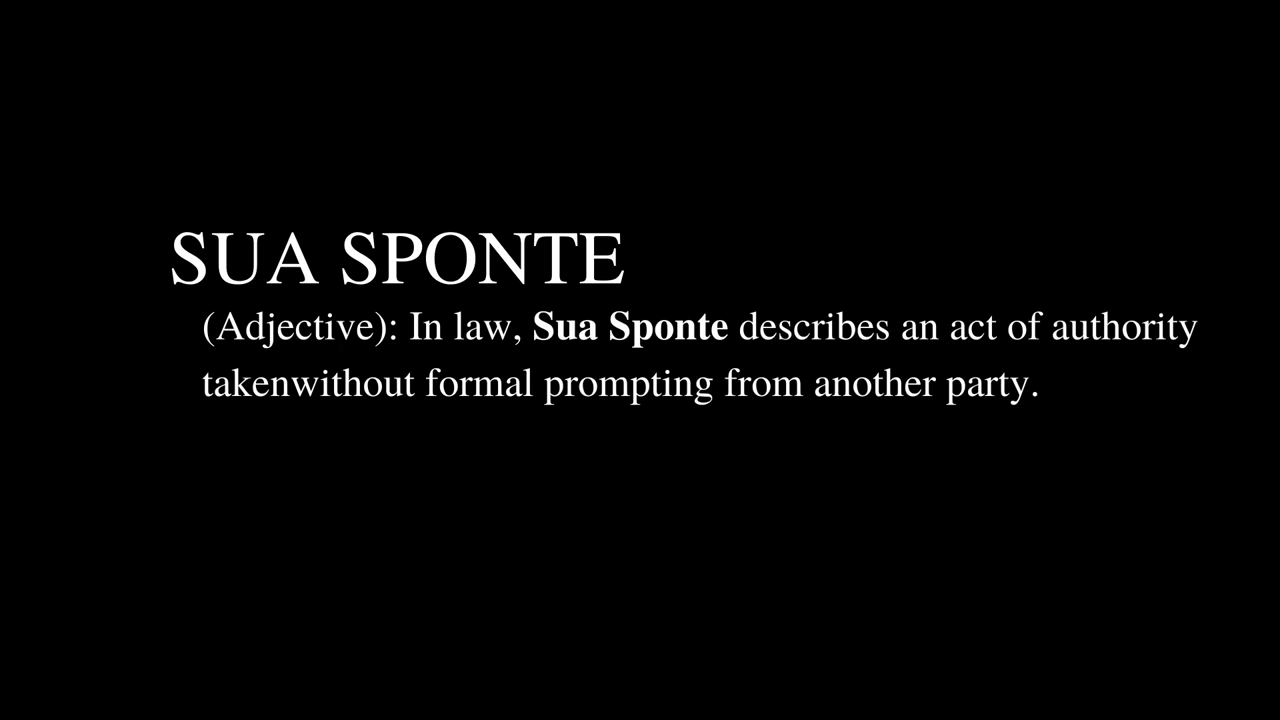 SUA SPONTE
(Adjective): In law, Sua Sponte describes an act of authority
takenwithout formal prompting from another party.